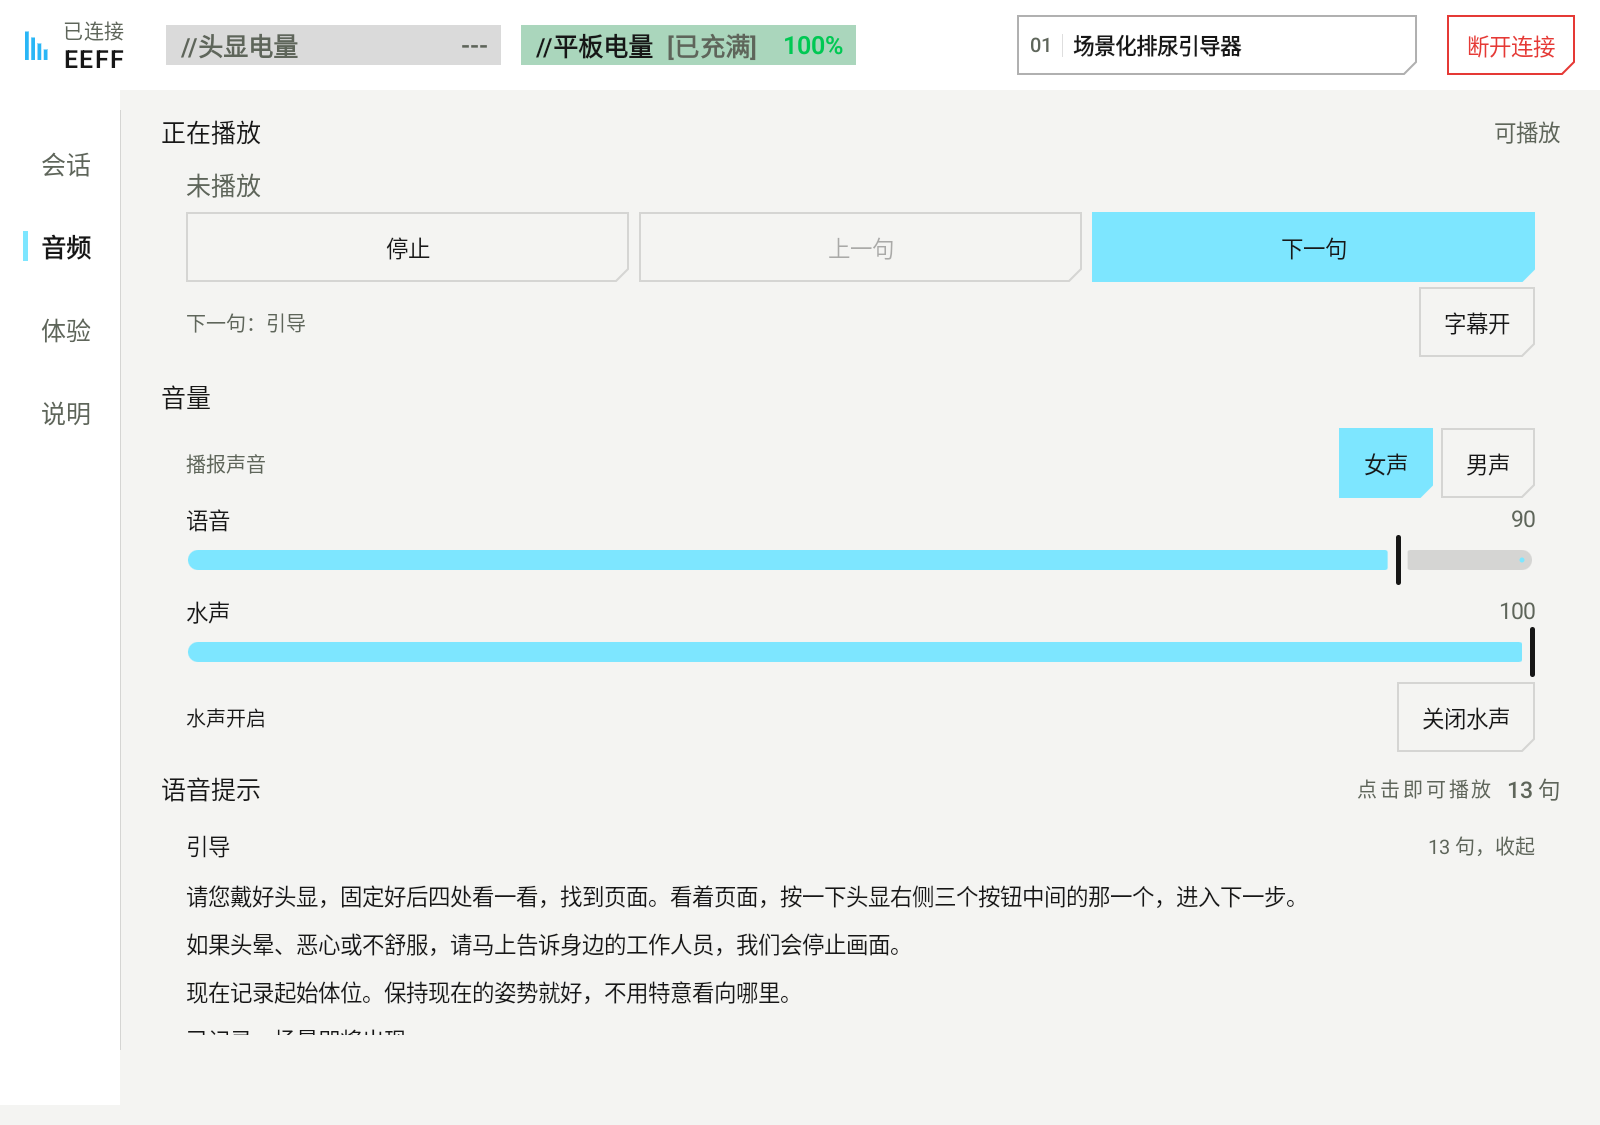 已连接
EEFF
//头显电量 ---
//平板电量 [已充满] 100%
01 场景化排尿引导器
断开连接
会话
音频
体验
说明
正在播放 可播放
未播放
停止 上一句 下一句
下一句：引导 字幕开
音量
播报声音 女声 男声
语音 90
水声 100
水声开启 关闭水声
语音提示 点击即可播放 13 句
引导 13 句，收起
请您戴好头显，固定好后四处看一看，找到页面。看着页面，按一下头显右侧三个按钮中间的那一个，进入下一步。
如果头晕、恶心或不舒服，请马上告诉身边的工作人员，我们会停止画面。
现在记录起始体位。保持现在的姿势就好，不用特意看向哪里。